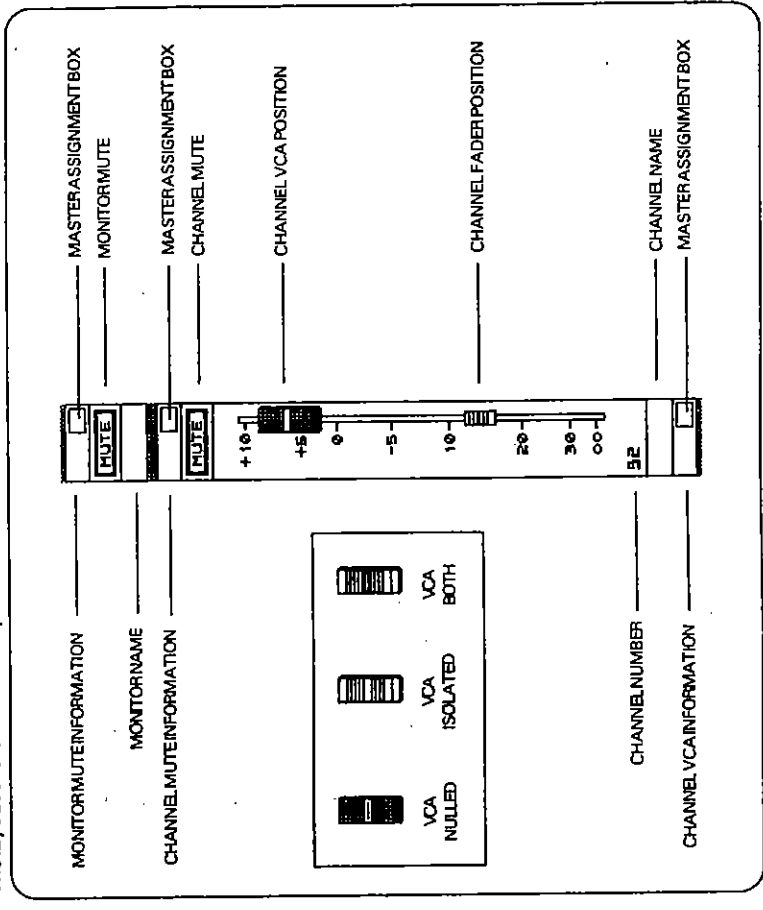 MONITOR MUTE INFORMATION
MASTER ASSIGNMENT BOX
MUTE
MONITOR MUTE
MONITOR NAME
CHANNEL MUTE INFORMATION
MASTER ASSIGNMENT BOX
MUTE
CHANNEL MUTE
+10
+5
0
-5
10
20
30
00
CHANNEL VCA POSITION
CHANNEL FADER POSITION
VCA
NULLED
VCA
ISOLATED
VCA
BOTH
CHANNEL NUMBER
32
CHANNEL NAME
CHANNEL VCA INFORMATION
MASTER ASSIGNMENT BOX